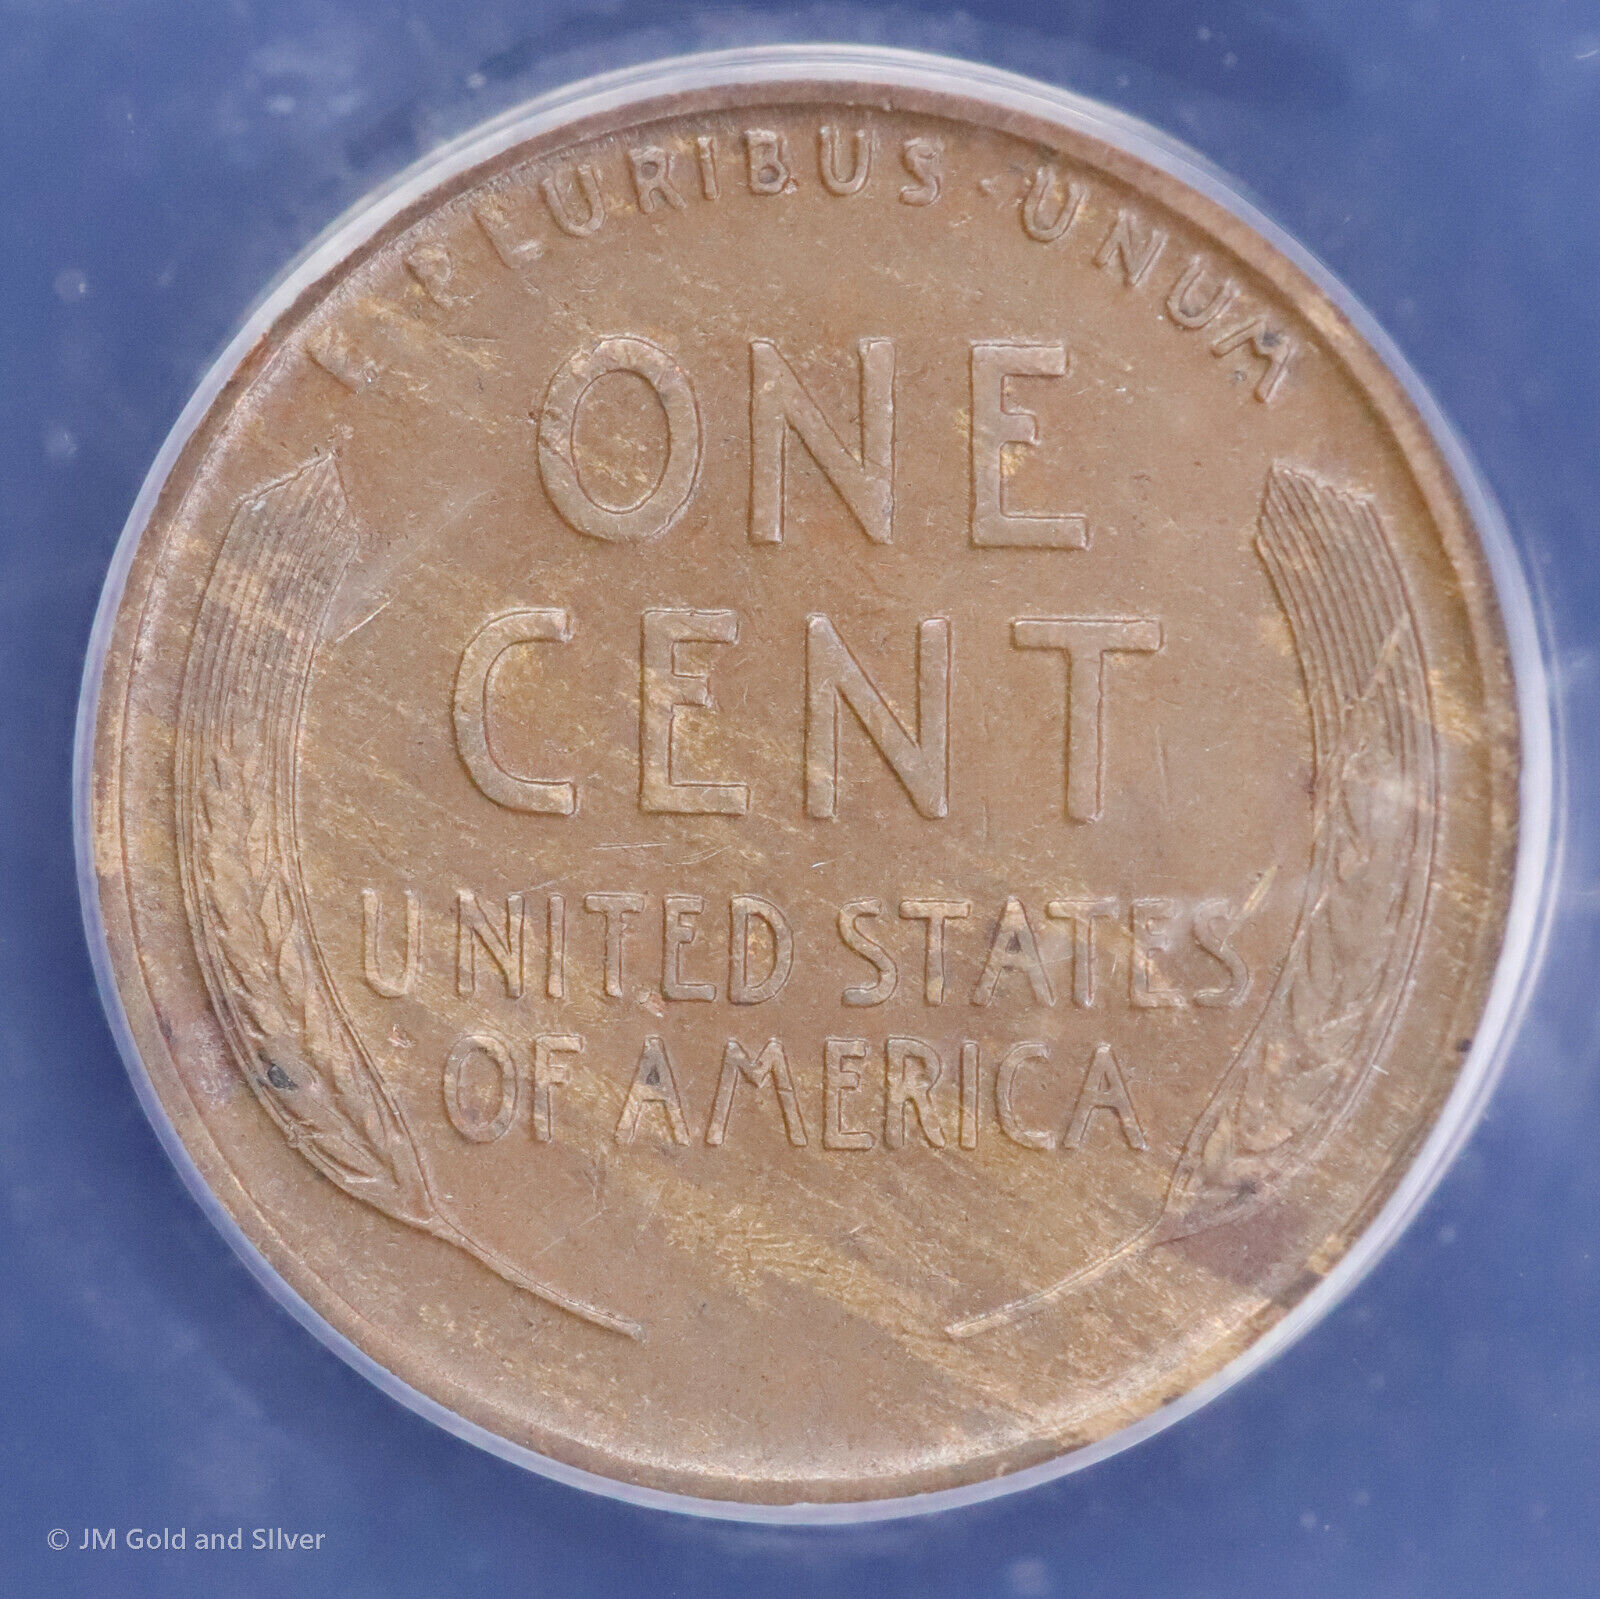 E · PLURIBUS · UNUM
ONE
CENT
UNITED STATES
OF AMERICA
© JM Gold and SIlver